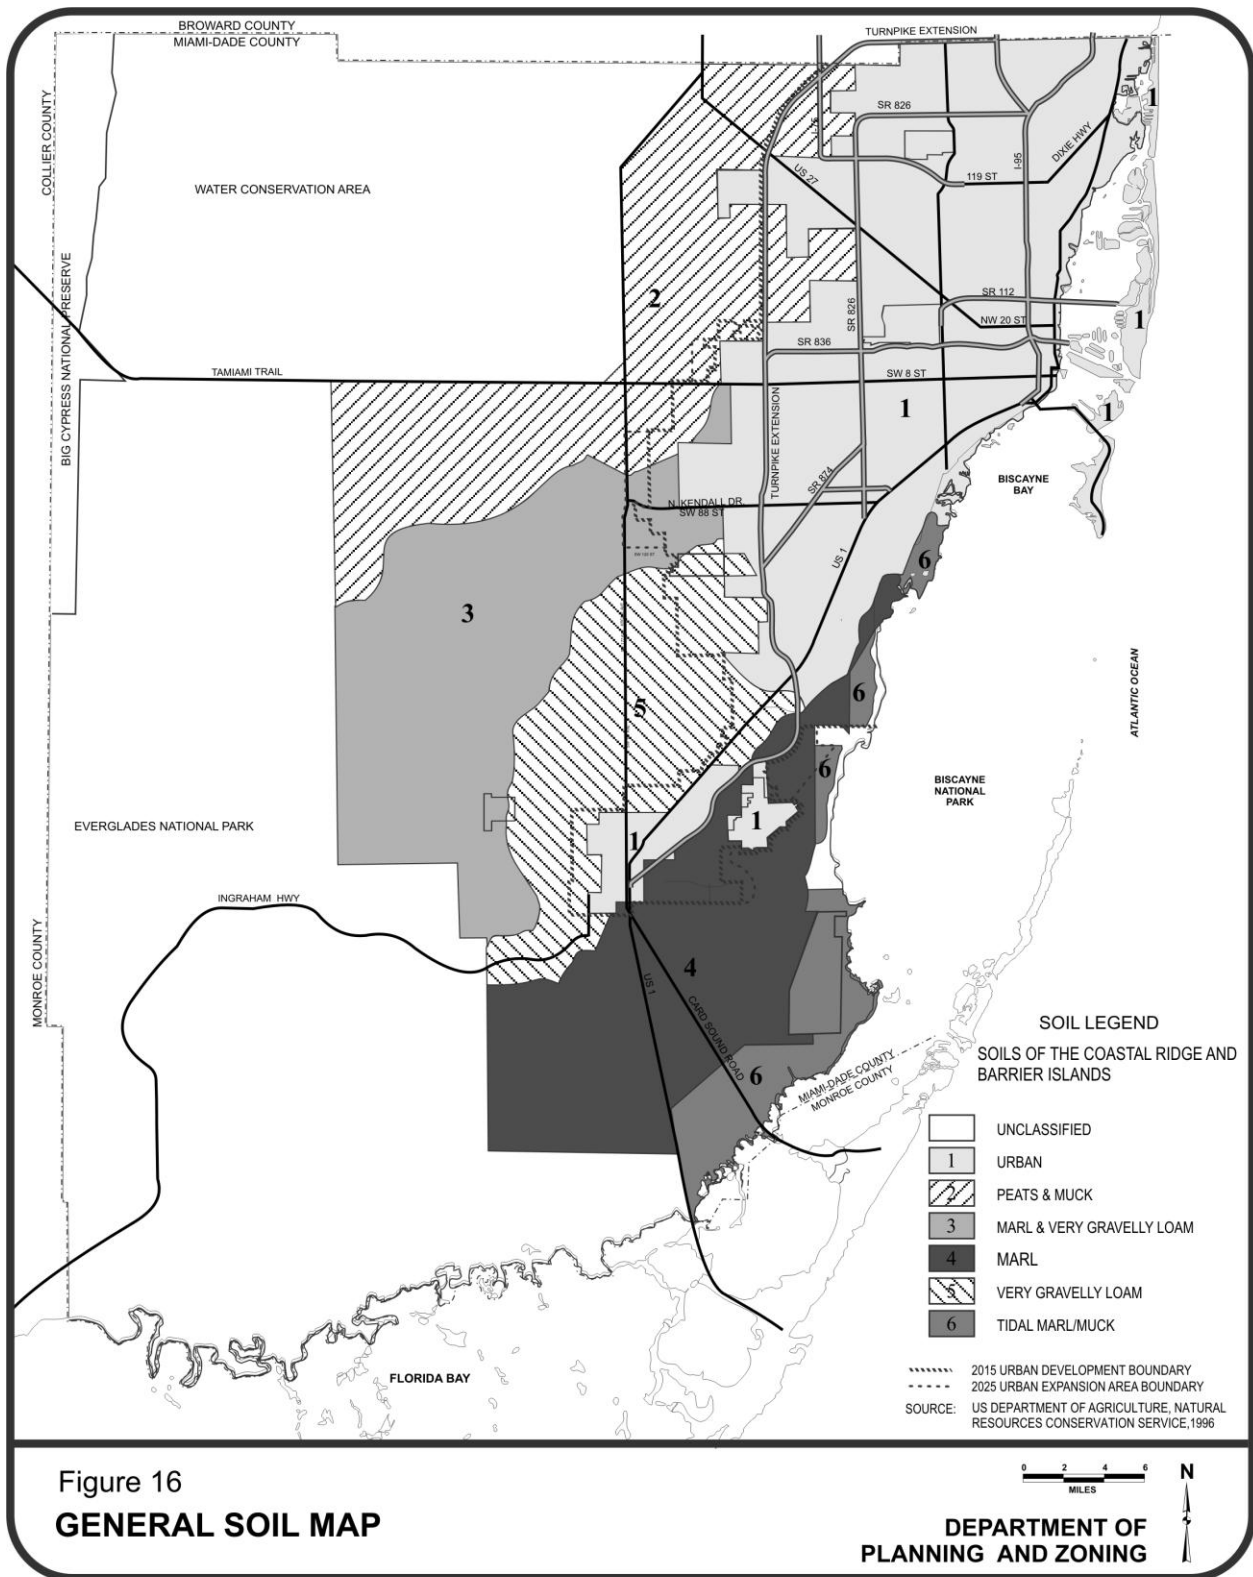 BROWARD COUNTY
MIAMI-DADE COUNTY
TURNPIKE EXTENSION
COLLIER COUNTY
WATER CONSERVATION AREA
SR 826
I-95
DIXIE HWY
1
US 27
119 ST
BIG CYPRESS NATIONAL PRESERVE
2
SR 826
SR 112
NW 20 ST
1
SR 836
TAMIAMI TRAIL
SW 8 ST
1
1
TURNPIKE EXTENSION
SR 874
BISCAYNE
BAY
N. KENDALL DR.
SW 88 ST
US 1
6
3
ATLANTIC OCEAN
5
6
6
BISCAYNE
NATIONAL
PARK
EVERGLADES NATIONAL PARK
1
1
INGRAHAM HWY
MONROE COUNTY
4
US 1
CARD SOUND ROAD
6
MIAMI-DADE COUNTY
MONROE COUNTY
FLORIDA BAY
SOIL LEGEND
SOILS OF THE COASTAL RIDGE AND
BARRIER ISLANDS
UNCLASSIFIED
1 URBAN
2 PEATS & MUCK
3 MARL & VERY GRAVELLY LOAM
4 MARL
5 VERY GRAVELLY LOAM
6 TIDAL MARL/MUCK
2015 URBAN DEVELOPMENT BOUNDARY
2025 URBAN EXPANSION AREA BOUNDARY
SOURCE: US DEPARTMENT OF AGRICULTURE, NATURAL
RESOURCES CONSERVATION SERVICE,1996
Figure 16
GENERAL SOIL MAP
0 2 4 6
MILES
N
DEPARTMENT OF
PLANNING AND ZONING